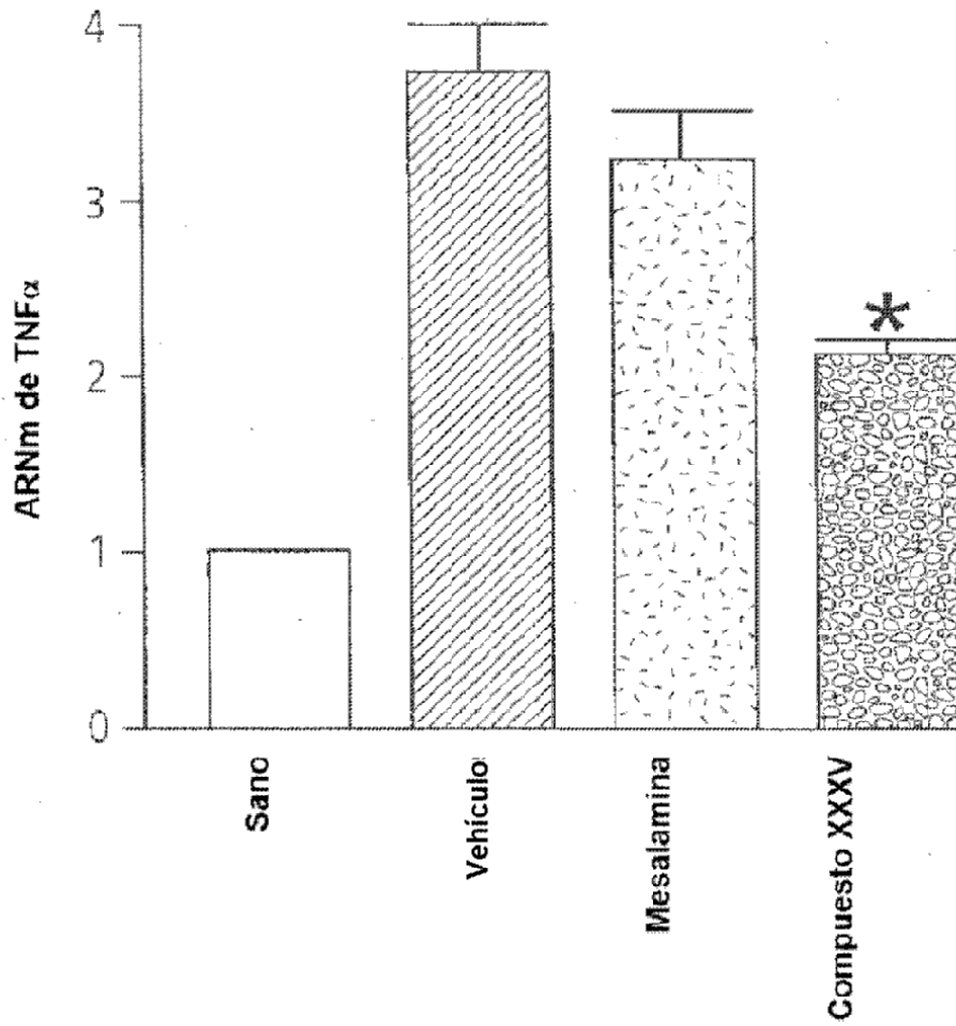 ARNm de TNFα
4
3
2
1
0
*
Sano
Vehículo
Mesalamina
Compuesto XXXV